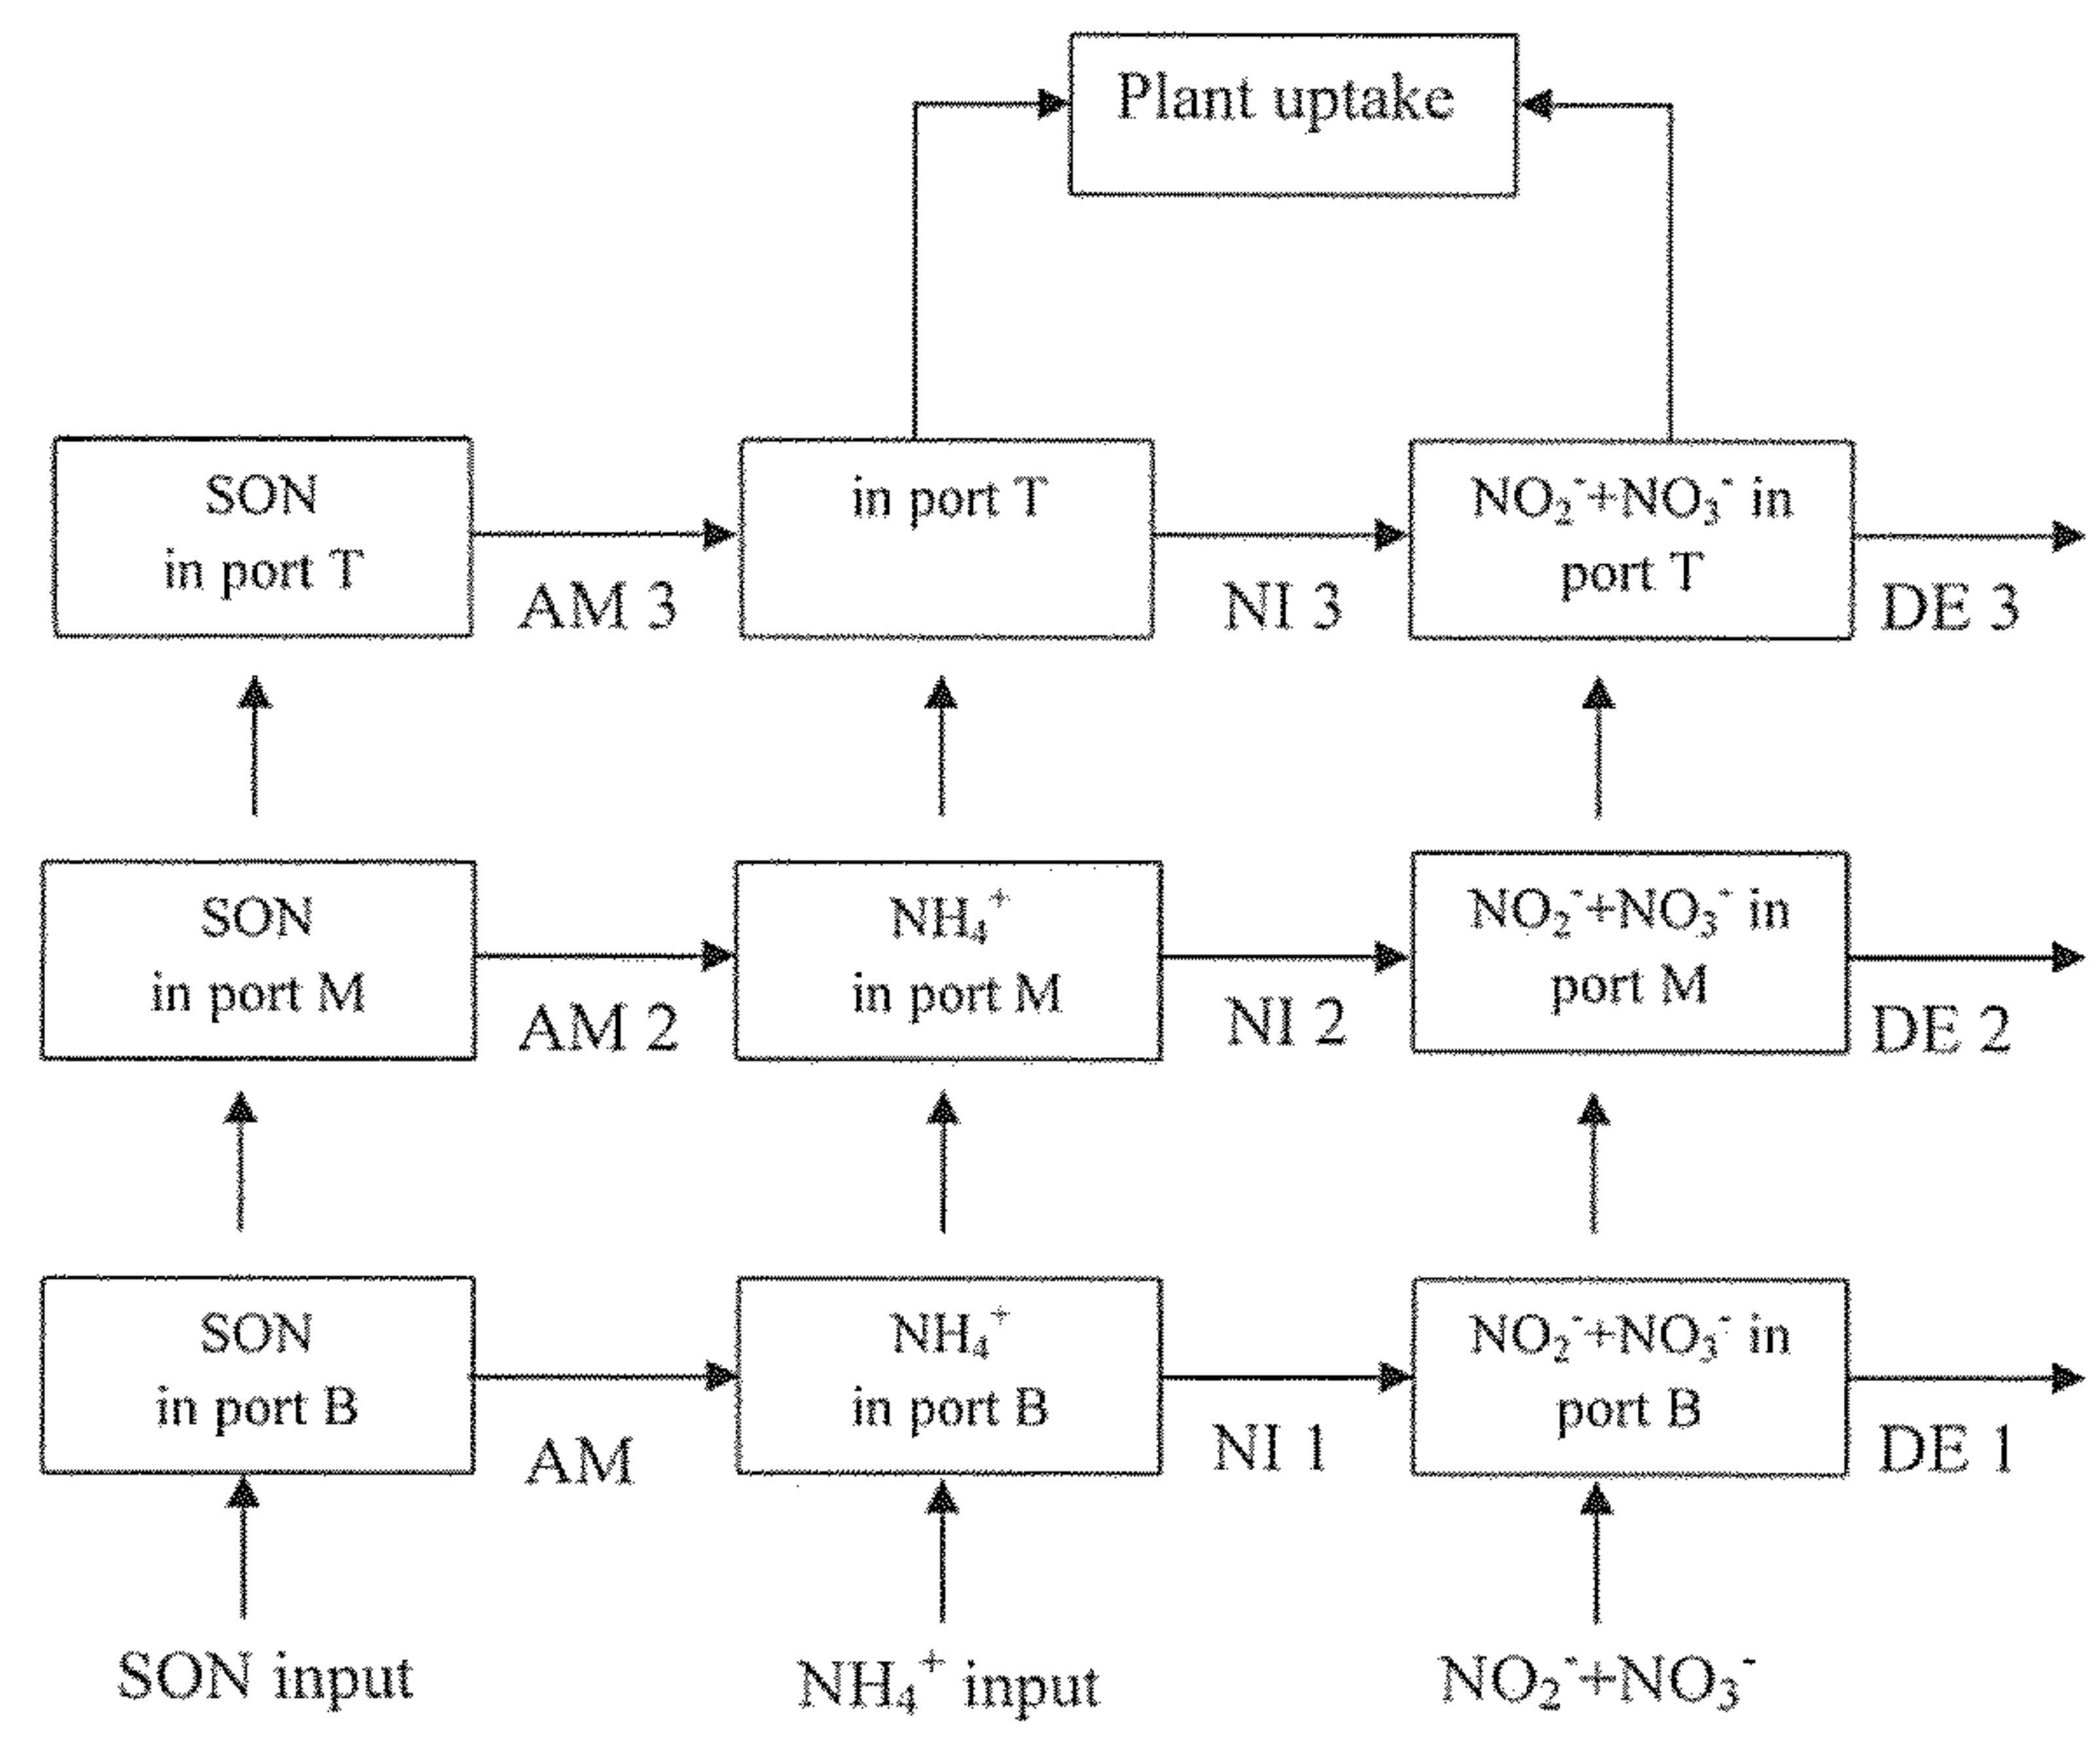 Plant uptake
SON
in port T
AM 3
in port T
NI 3
NO₂⁻+NO₃⁻ in
port T
DE 3
SON
in port M
AM 2
NH₄⁺
in port M
NI 2
NO₂⁻+NO₃⁻ in
port M
DE 2
SON
in port B
AM
NH₄⁺
in port B
NI 1
NO₂⁻+NO₃⁻ in
port B
DE 1
SON input
NH₄⁺ input
NO₂⁻+NO₃⁻